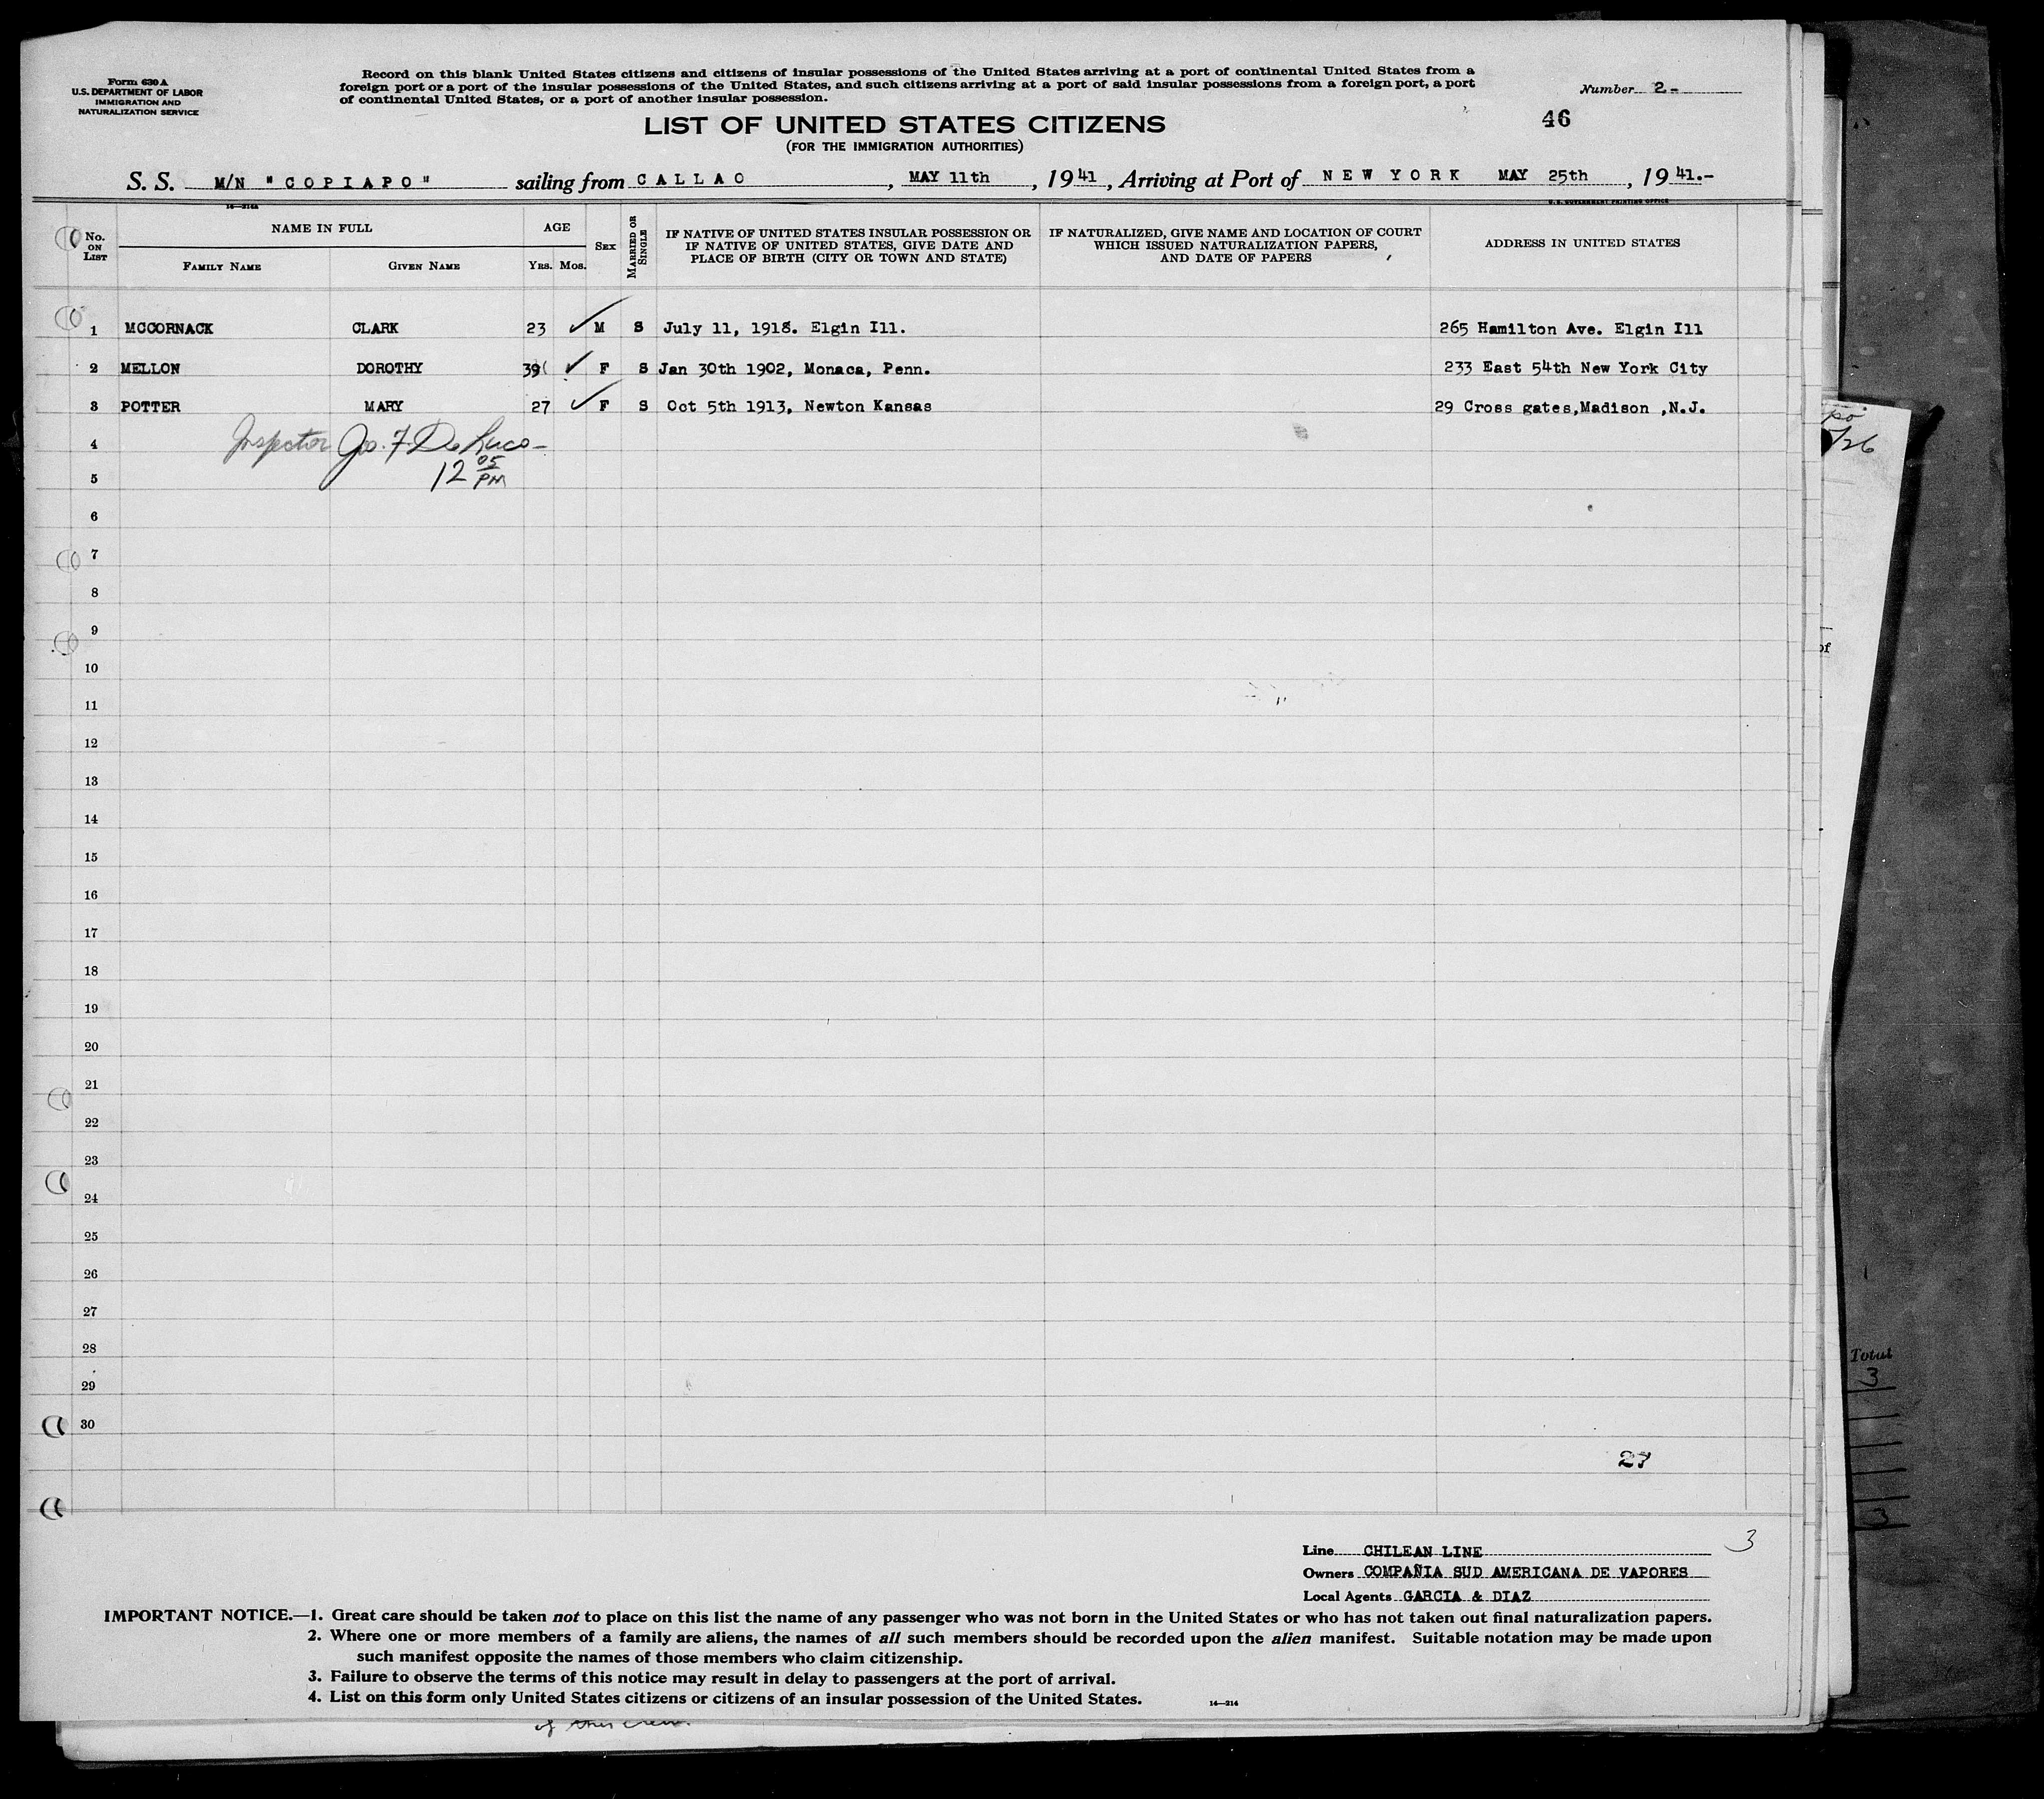 Form 630 A
U.S. DEPARTMENT OF LABOR
IMMIGRATION AND
NATURALIZATION SERVICE
Record on this blank United States citizens and citizens of insular possessions of the United States arriving at a port of continental United States from a
foreign port or a port of the insular possessions of the United States, and such citizens arriving at a port of said insular possessions from a foreign port, a port
of continental United States, or a port of another insular possession.
Number 2-
46
LIST OF UNITED STATES CITIZENS
(FOR THE IMMIGRATION AUTHORITIES)
S. S. M/N "COPIAPO" sailing from CALLAO, MAY 11th, 1941, Arriving at Port of NEW YORK MAY 25th, 1941.-
16-214A
U.S. GOVERNMENT PRINTING OFFICE
No. ON LIST
NAME IN FULL
FAMILY NAME GIVEN NAME
AGE
YRS. MOS.
SEX
MARRIED OR SINGLE
IF NATIVE OF UNITED STATES INSULAR POSSESSION OR
IF NATIVE OF UNITED STATES, GIVE DATE AND
PLACE OF BIRTH (CITY OR TOWN AND STATE)
IF NATURALIZED, GIVE NAME AND LOCATION OF COURT
WHICH ISSUED NATURALIZATION PAPERS,
AND DATE OF PAPERS
ADDRESS IN UNITED STATES
1 MCCORNACK CLARK 23 ✓ M S July 11, 1918. Elgin Ill. 265 Hamilton Ave. Elgin Ill
2 MELLON DOROTHY 39 ✓ F S Jan 30th 1902, Monaca, Penn. 233 East 54th New York City
3 POTTER MARY 27 ✓ F S Oct 5th 1913, Newton Kansas 29 Cross gates,Madison ,N.J.
4 Inspector Jos. F. De Luca-
5 12 05 PM
6
7
8
9
10
11
12
13
14
15
16
17
18
19
20
21
22
23
24
25
26
27
28
29
30
27
3
Line CHILEAN LINE
Owners COMPAÑIA SUD AMERICANA DE VAPORES
Local Agents GARCIA & DIAZ
IMPORTANT NOTICE.—1. Great care should be taken not to place on this list the name of any passenger who was not born in the United States or who has not taken out final naturalization papers.
2. Where one or more members of a family are aliens, the names of all such members should be recorded upon the alien manifest. Suitable notation may be made upon
such manifest opposite the names of those members who claim citizenship.
3. Failure to observe the terms of this notice may result in delay to passengers at the port of arrival.
4. List on this form only United States citizens or citizens of an insular possession of the United States.
14-214
of
Total
3
3